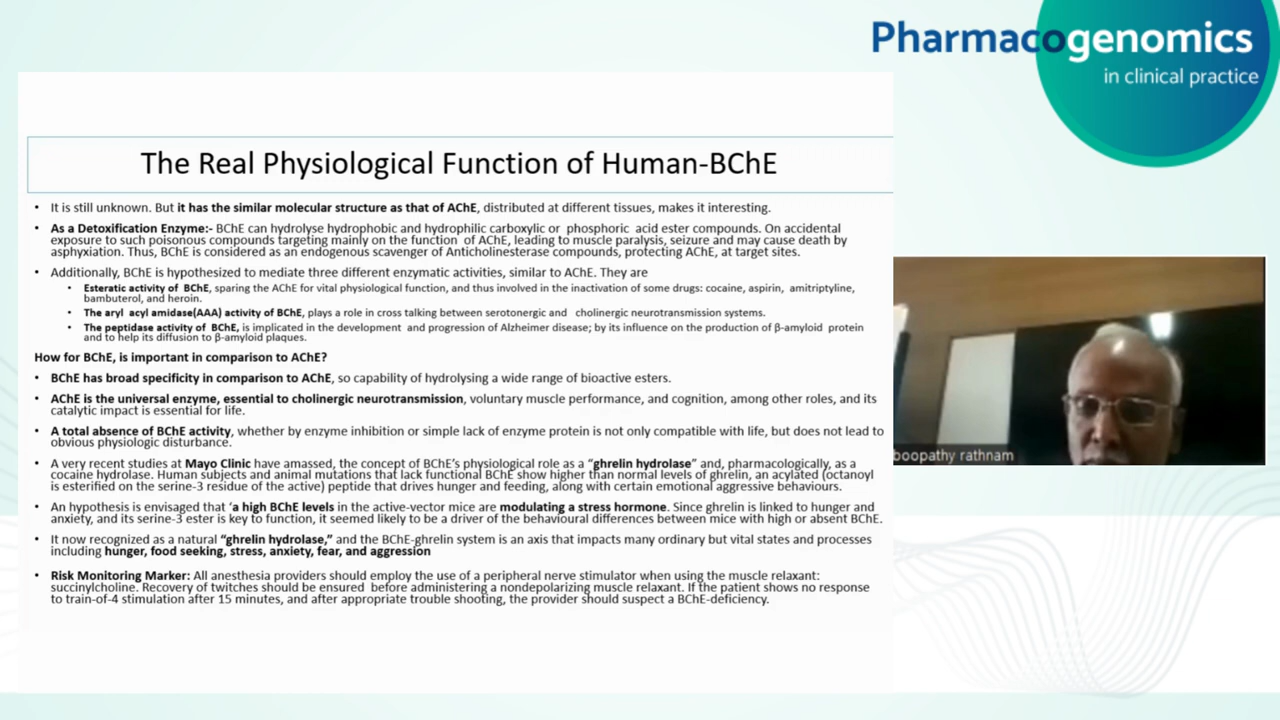 Pharmacogenomics
in clinical practice
The Real Physiological Function of Human-BChE
• It is still unknown. But it has the similar molecular structure as that of AChE, distributed at different tissues, makes it interesting.
• As a Detoxification Enzyme:- BChE can hydrolyse hydrophobic and hydrophilic carboxylic or phosphoric acid ester compounds. On accidental
exposure to such poisonous compounds targeting mainly on the function of AChE, leading to muscle paralysis, seizure and may cause death by
asphyxiation. Thus, BChE is considered as an endogenous scavenger of Anticholinesterase compounds, protecting AChE, at target sites.
• Additionally, BChE is hypothesized to mediate three different enzymatic activities, similar to AChE. They are
• Esteratic activity of BChE, sparing the AChE for vital physiological function, and thus involved in the inactivation of some drugs: cocaine, aspirin, amitriptyline,
bambuterol, and heroin.
• The aryl acyl amidase(AAA) activity of BChE, plays a role in cross talking between serotonergic and cholinergic neurotransmission systems.
• The peptidase activity of BChE, is implicated in the development and progression of Alzheimer disease; by its influence on the production of β-amyloid protein
and to help its diffusion to β-amyloid plaques.
How for BChE, is important in comparison to AChE?
• BChE has broad specificity in comparison to AChE, so capability of hydrolysing a wide range of bioactive esters.
• AChE is the universal enzyme, essential to cholinergic neurotransmission, voluntary muscle performance, and cognition, among other roles, and its
catalytic impact is essential for life.
• A total absence of BChE activity, whether by enzyme inhibition or simple lack of enzyme protein is not only compatible with life, but does not lead to
obvious physiologic disturbance.
• A very recent studies at Mayo Clinic have amassed, the concept of BChE's physiological role as a "ghrelin hydrolase" and, pharmacologically, as a
cocaine hydrolase. Human subjects and animal mutations that lack functional BChE show higher than normal levels of ghrelin, an acylated (octanoyl
is esterified on the serine-3 residue of the active) peptide that drives hunger and feeding, along with certain emotional aggressive behaviours.
• An hypothesis is envisaged that 'a high BChE levels in the active-vector mice are modulating a stress hormone. Since ghrelin is linked to hunger and
anxiety, and its serine-3 ester is key to function, it seemed likely to be a driver of the behavioural differences between mice with high or absent BChE.
• It now recognized as a natural "ghrelin hydrolase," and the BChE-ghrelin system is an axis that impacts many ordinary but vital states and processes
including hunger, food seeking, stress, anxiety, fear, and aggression
• Risk Monitoring Marker: All anesthesia providers should employ the use of a peripheral nerve stimulator when using the muscle relaxant:
succinylcholine. Recovery of twitches should be ensured before administering a nondepolarizing muscle relaxant. If the patient shows no response
to train-of-4 stimulation after 15 minutes, and after appropriate trouble shooting, the provider should suspect a BChE-deficiency.
boopathy rathnam